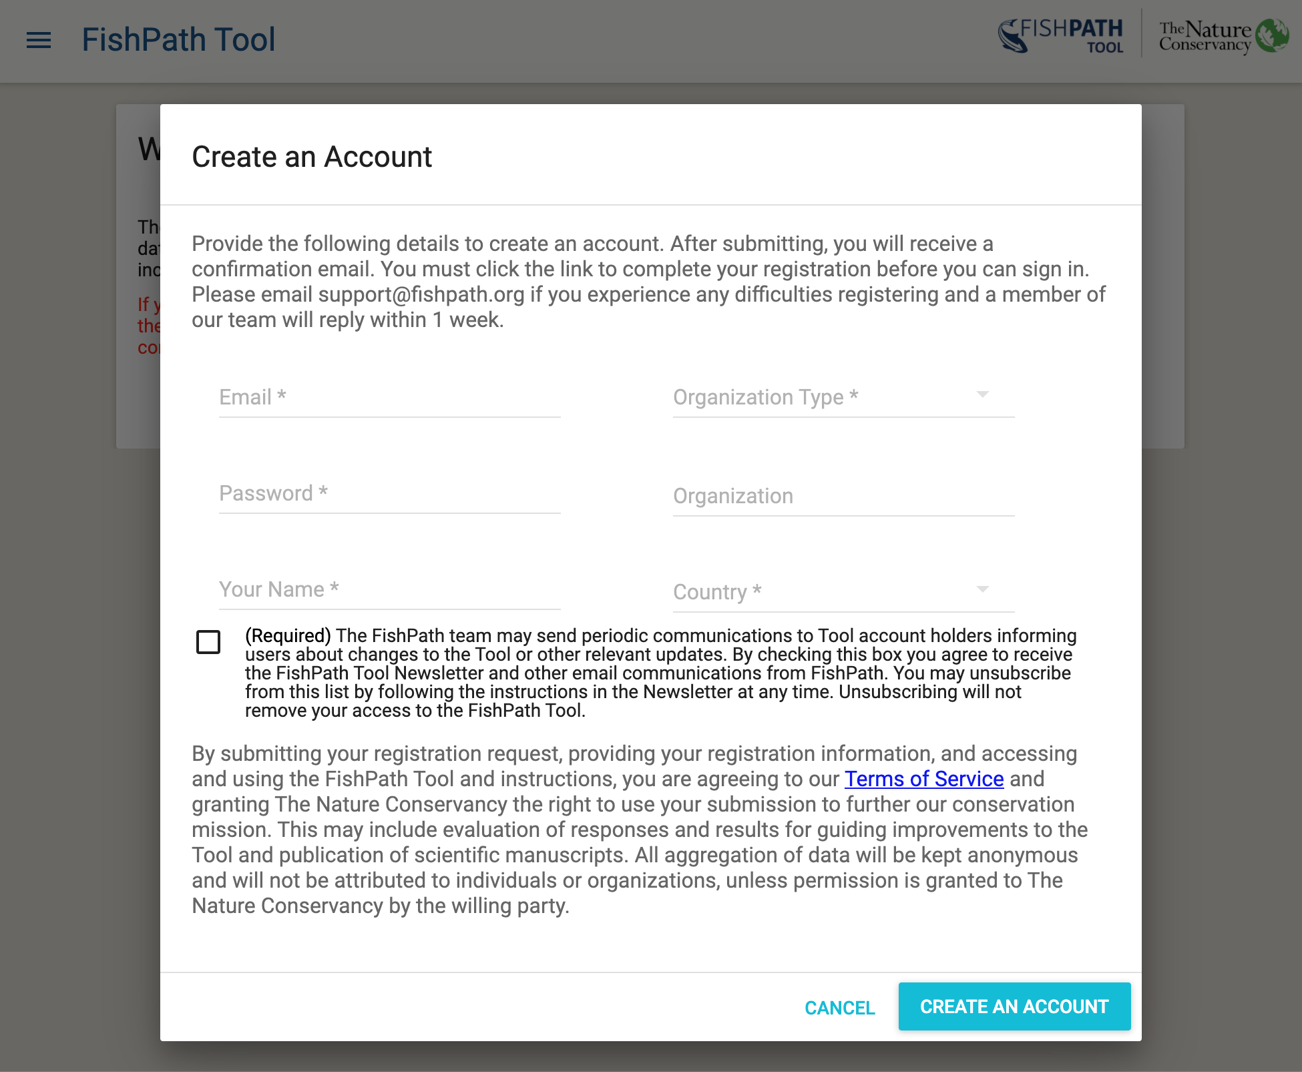 FishPath Tool
FISHPATH
TOOL
The Nature
Conservancy
W
Create an Account
Th
da
inc
If y
the
co
Provide the following details to create an account. After submitting, you will receive a
confirmation email. You must click the link to complete your registration before you can sign in.
Please email support@fishpath.org if you experience any difficulties registering and a member of
our team will reply within 1 week.
Email *
Organization Type *
Password *
Organization
Your Name *
Country *
(Required) The FishPath team may send periodic communications to Tool account holders informing
users about changes to the Tool or other relevant updates. By checking this box you agree to receive
the FishPath Tool Newsletter and other email communications from FishPath. You may unsubscribe
from this list by following the instructions in the Newsletter at any time. Unsubscribing will not
remove your access to the FishPath Tool.
By submitting your registration request, providing your registration information, and accessing
and using the FishPath Tool and instructions, you are agreeing to our Terms of Service and
granting The Nature Conservancy the right to use your submission to further our conservation
mission. This may include evaluation of responses and results for guiding improvements to the
Tool and publication of scientific manuscripts. All aggregation of data will be kept anonymous
and will not be attributed to individuals or organizations, unless permission is granted to The
Nature Conservancy by the willing party.
CANCEL
CREATE AN ACCOUNT